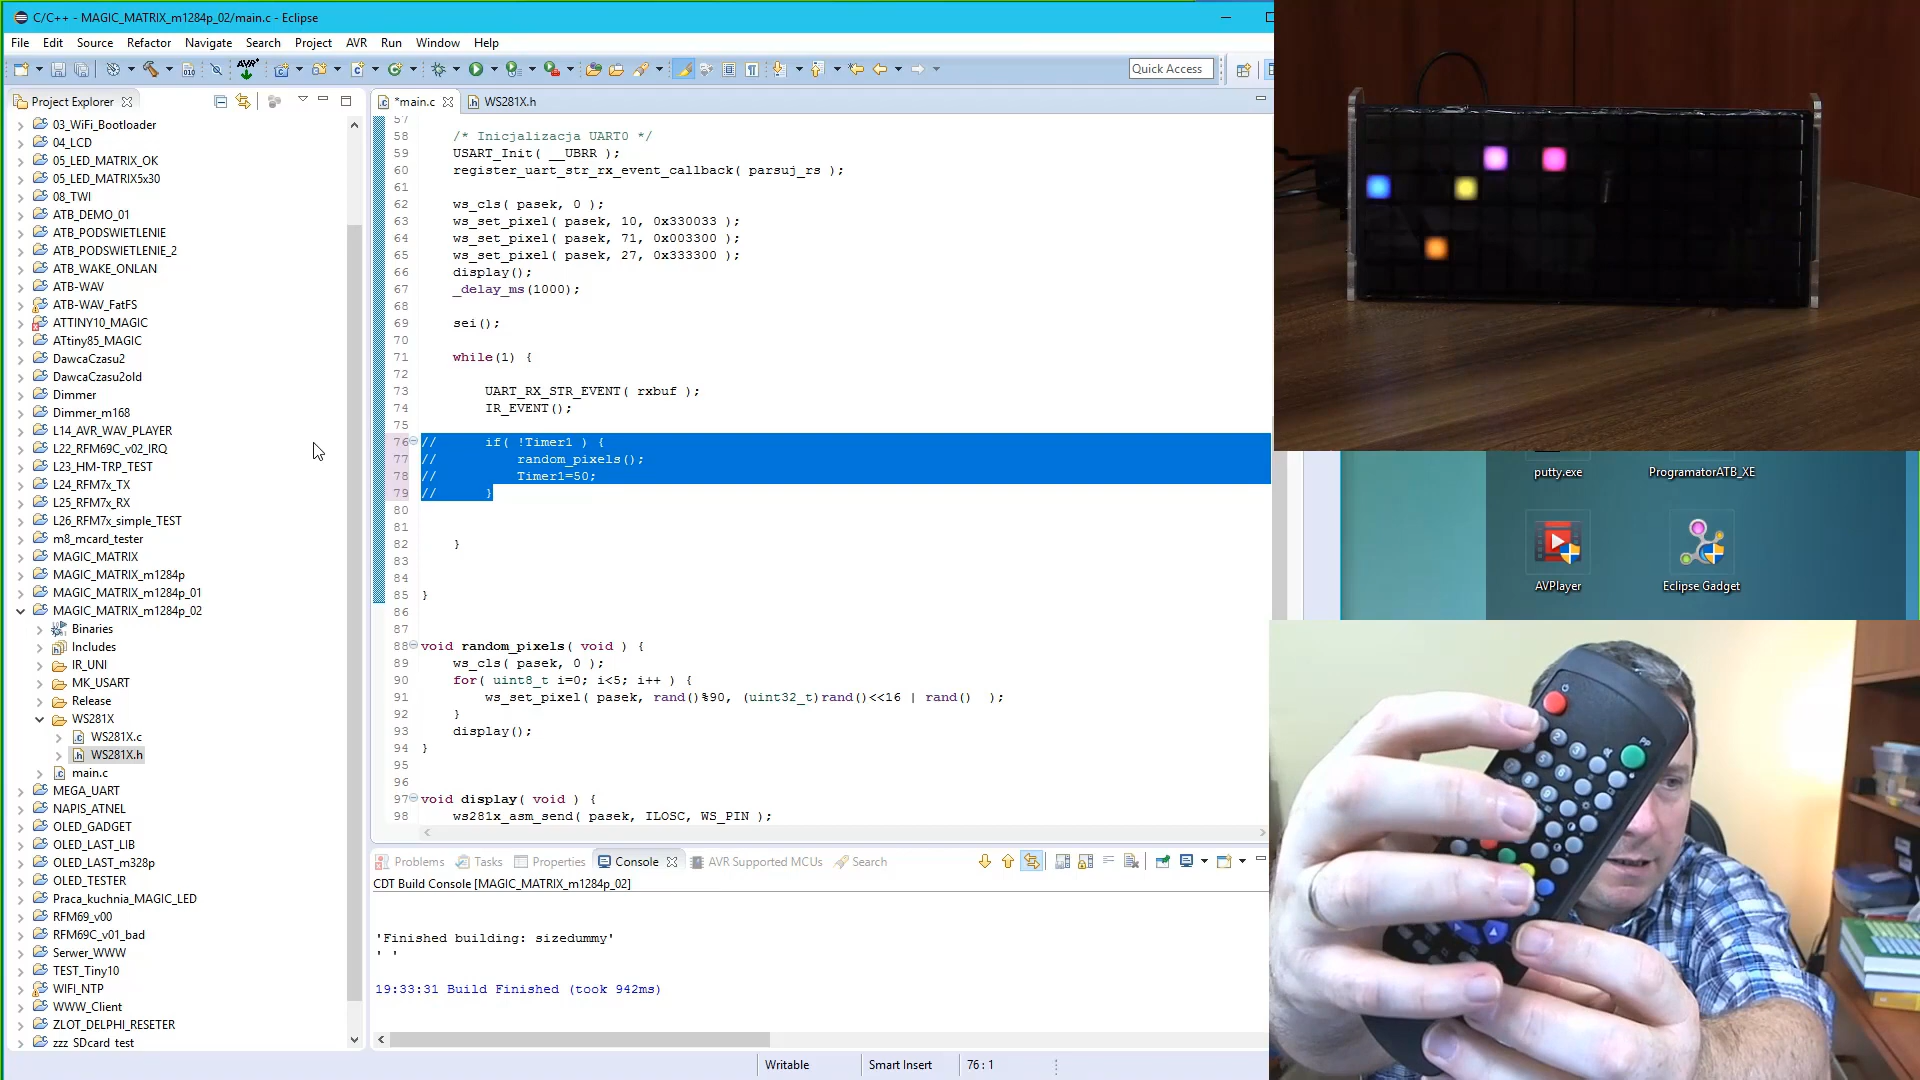 C/C++ - MAGIC_MATRIX_m1284p_02/main.c - Eclipse
File Edit Source Refactor Navigate Search Project AVR Run Window Help
Quick Access
Project Explorer
*main.c
WS281X.h
03_WiFi_Bootloader
04_LCD
05_LED_MATRIX_OK
05_LED_MATRIX5x30
08_TWI
ATB_DEMO_01
ATB_PODSWIETLENIE
ATB_PODSWIETLENIE_2
ATB_WAKE_ONLAN
ATB-WAV
ATB-WAV_FatFS
ATTINY10_MAGIC
ATtiny85_MAGIC
DawcaCzasu2
DawcaCzasu2old
Dimmer
Dimmer_m168
L14_AVR_WAV_PLAYER
L22_RFM69C_v02_IRQ
L23_HM-TRP_TEST
L24_RFM7x_TX
L25_RFM7x_RX
L26_RFM7x_simple_TEST
m8_mcard_tester
MAGIC_MATRIX
MAGIC_MATRIX_m1284p
MAGIC_MATRIX_m1284p_01
MAGIC_MATRIX_m1284p_02
Binaries
Includes
IR_UNI
MK_USART
Release
WS281X
WS281X.c
WS281X.h
main.c
MEGA_UART
NAPIS_ATNEL
OLED_GADGET
OLED_LAST_LIB
OLED_LAST_m328p
OLED_TESTER
Praca_kuchnia_MAGIC_LED
RFM69_v00
RFM69C_v01_bad
Serwer_WWW
TEST_Tiny10
WIFI_NTP
WWW_Client
ZLOT_DELPHI_RESETER
zzz_SDcard_test
57
58 /* Inicjalizacja UART0 */
59 USART_Init( __UBRR );
60 register_uart_str_rx_event_callback( parsuj_rs );
61
62 ws_cls( pasek, 0 );
63 ws_set_pixel( pasek, 10, 0x330033 );
64 ws_set_pixel( pasek, 71, 0x003300 );
65 ws_set_pixel( pasek, 27, 0x333300 );
66 display();
67 _delay_ms(1000);
68
69 sei();
70
71 while(1) {
72
73 UART_RX_STR_EVENT( rxbuf );
74 IR_EVENT();
75
76 // if( !Timer1 ) {
77 // random_pixels();
78 // Timer1=50;
79 // }
80
81
82 }
83
84
85 }
86
87
88 void random_pixels( void ) {
89 ws_cls( pasek, 0 );
90 for( uint8_t i=0; i<5; i++ ) {
91 ws_set_pixel( pasek, rand()%90, (uint32_t)rand()<<16 | rand() );
92 }
93 display();
94 }
95
96
97 void display( void ) {
98 ws281x_asm_send( pasek, ILOSC, WS_PIN );
Problems Tasks Properties Console AVR Supported MCUs Search
CDT Build Console [MAGIC_MATRIX_m1284p_02]
'Finished building: sizedummy'
' '
19:33:31 Build Finished (took 942ms)
Writable Smart Insert 76 : 1
putty.exe
ProgramatorATB_XE
AVPlayer
Eclipse Gadget